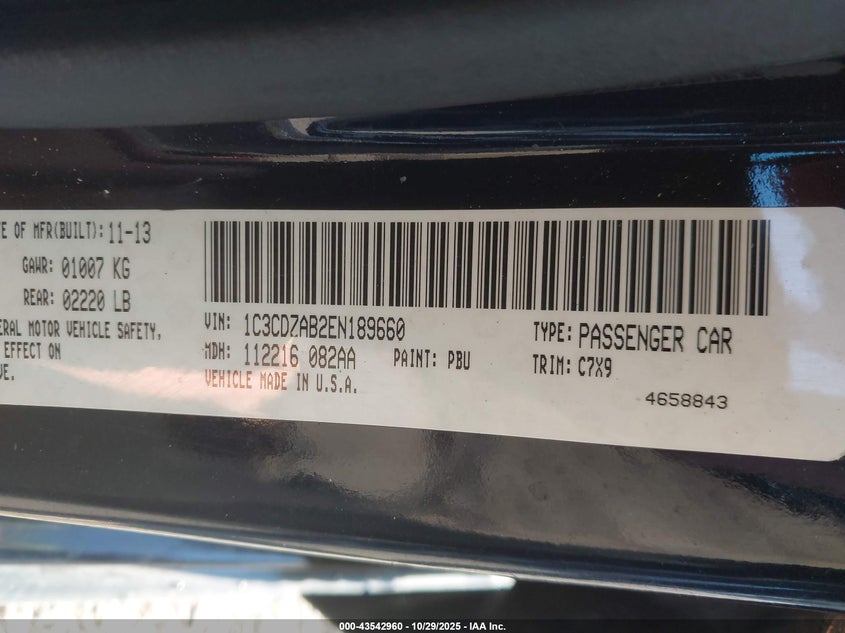 TE OF MFR(BUILT): 11-13
GAWR: 01007 KG
REAR: 02220 LB
ERAL MOTOR VEHICLE SAFETY,
EFFECT ON
VE.
VIN: 1C3CDZAB2EN189660
TYPE: PASSENGER CAR
MDH: 112216 082AA
PAINT: PBU
TRIM: C7X9
VEHICLE MADE IN U.S.A.
4658843
000-43542960 - 10/29/2025 - IAA Inc.